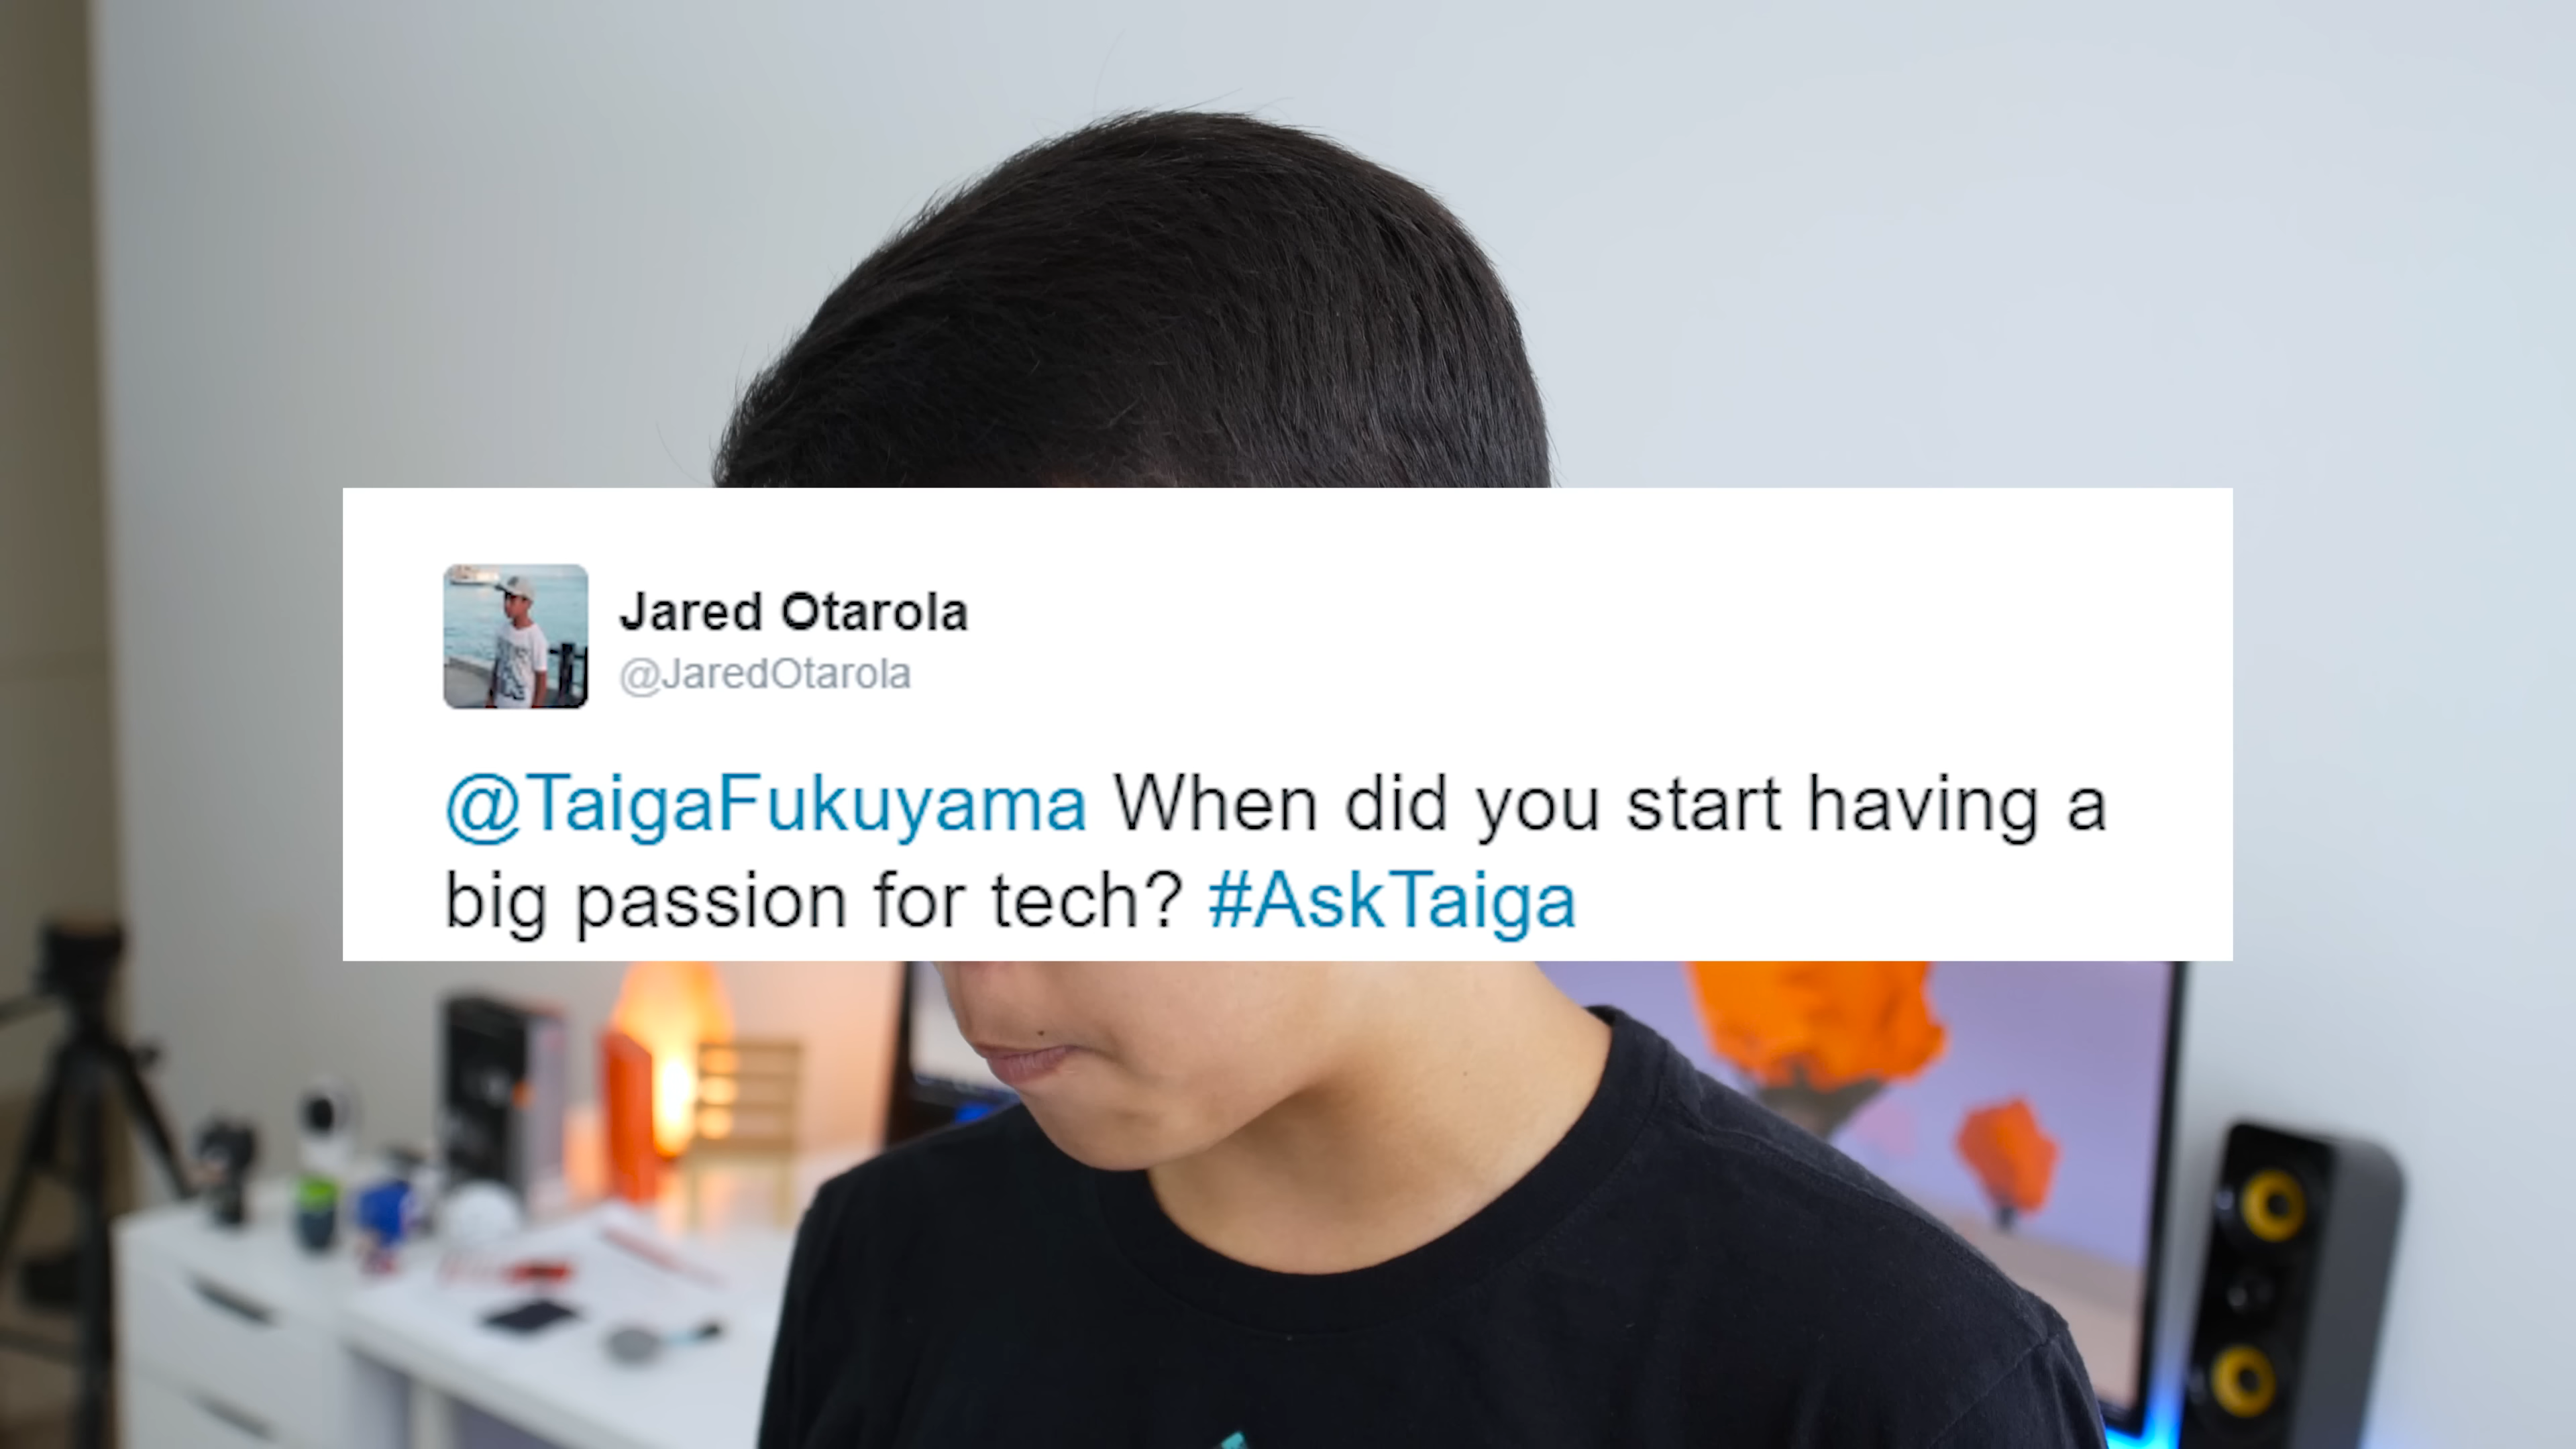 Jared Otarola
@JaredOtarola
@TaigaFukuyama When did you start having a
big passion for tech? #AskTaiga